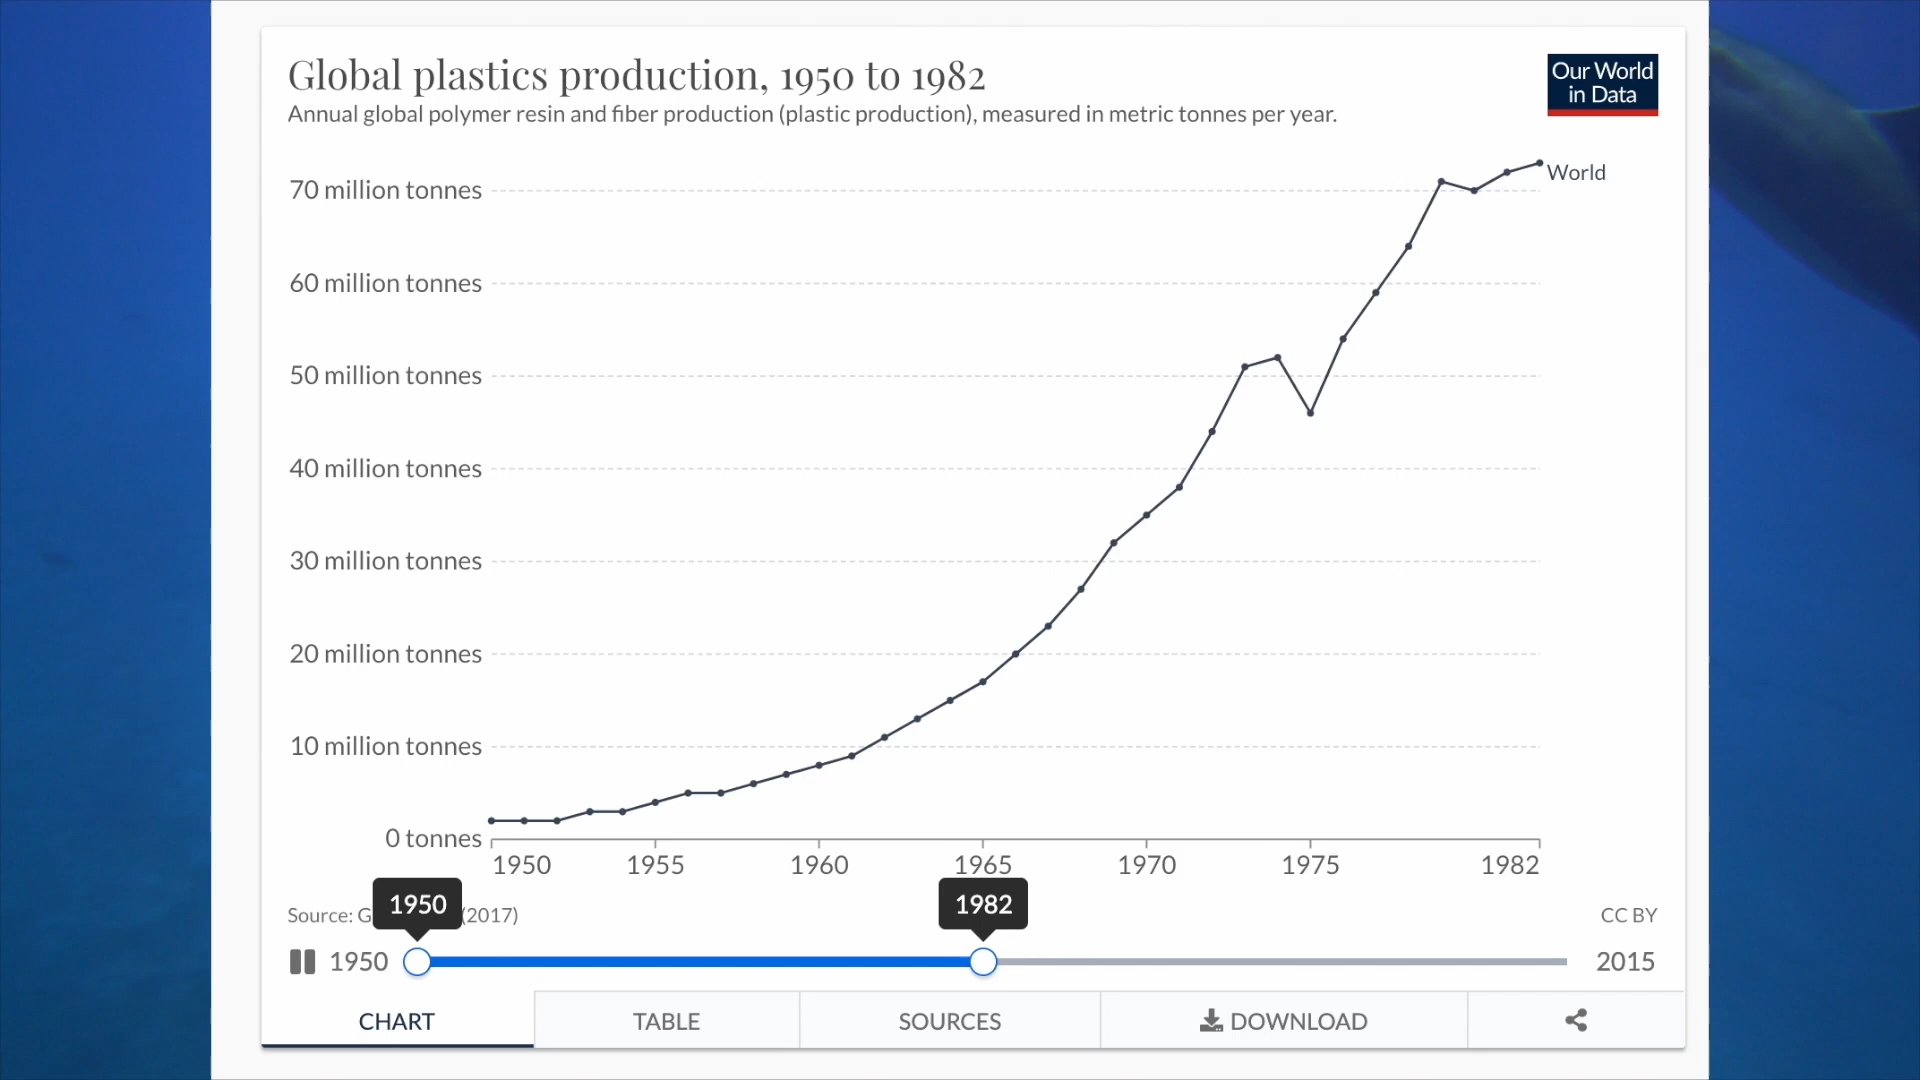 Global plastics production, 1950 to 1982
Annual global polymer resin and fiber production (plastic production), measured in metric tonnes per year.
Our World
in Data
World
70 million tonnes
60 million tonnes
50 million tonnes
40 million tonnes
30 million tonnes
20 million tonnes
10 million tonnes
0 tonnes
1950 1955 1960 1965 1970 1975 1982
1950 1982
Source: G (2017) CC BY
1950 2015
CHART TABLE SOURCES DOWNLOAD